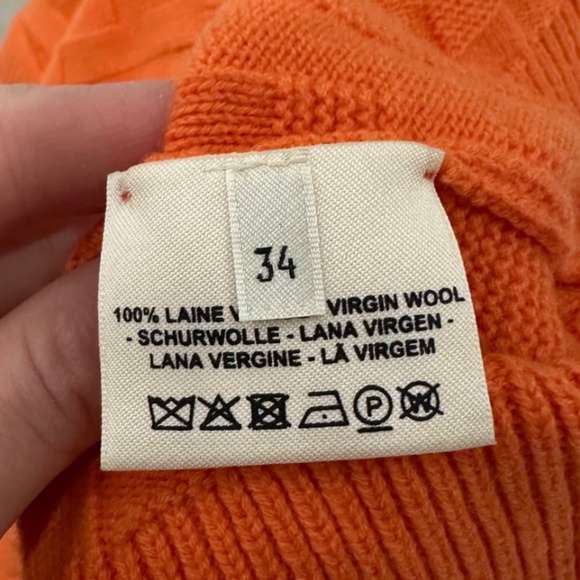 34
100% LAINE V VIRGIN WOOL
- SCHURWOLLE - LANA VIRGEN -
LANA VERGINE - LÃ VIRGEM
P W